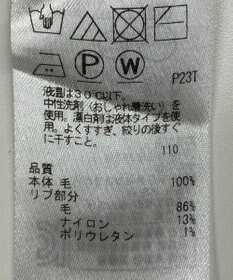 P W
P23T
液温は30℃以下。
中性洗剤(おしゃれ着洗い)を
使用。漂白剤は液体タイプを使
用。よくすすぎ、絞りの後すぐ
に干すこと。
110
品質
本体 毛 100%
リブ部分
毛 86%
ナイロン 13%
ポリウレタン 1%